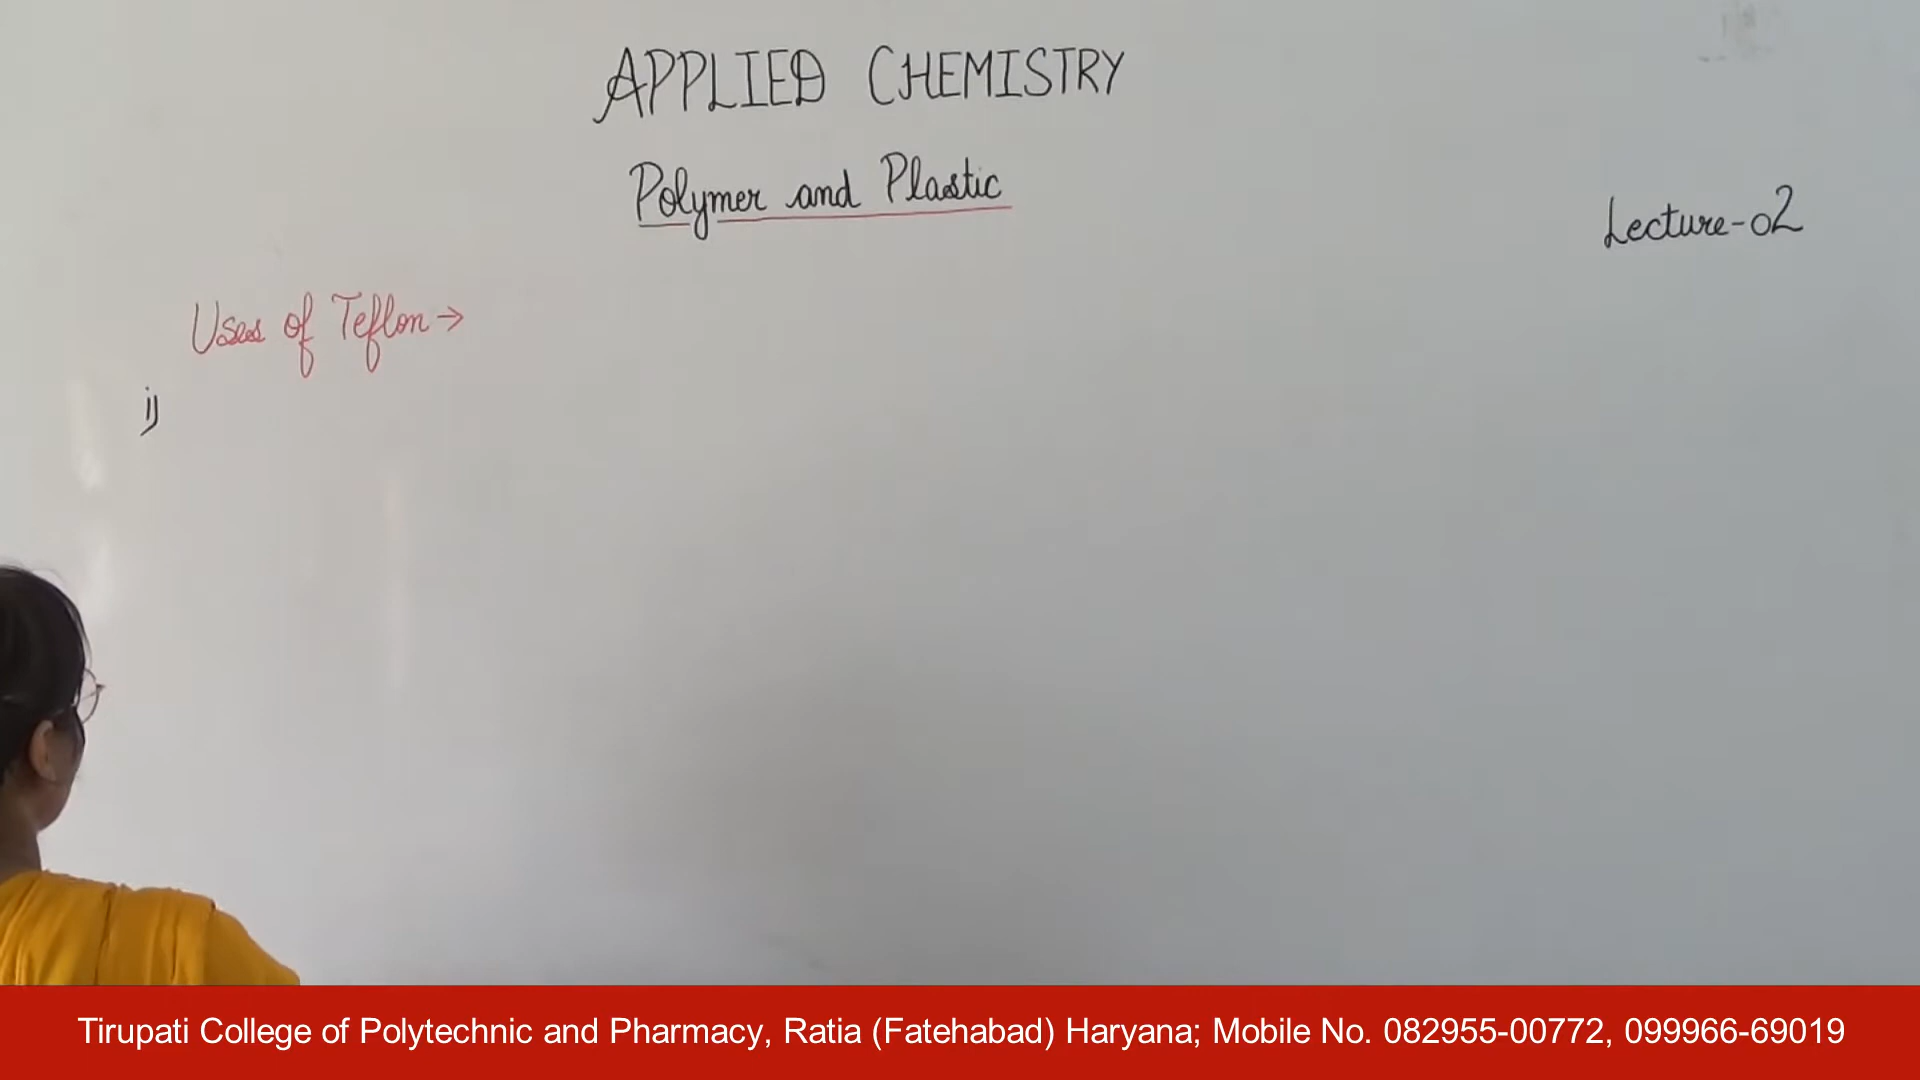 APPLIED CHEMISTRY
Polymer and Plastic
Lecture-02
Uses of Teflon →
i)
Tirupati College of Polytechnic and Pharmacy, Ratia (Fatehabad) Haryana; Mobile No. 082955-00772, 099966-69019